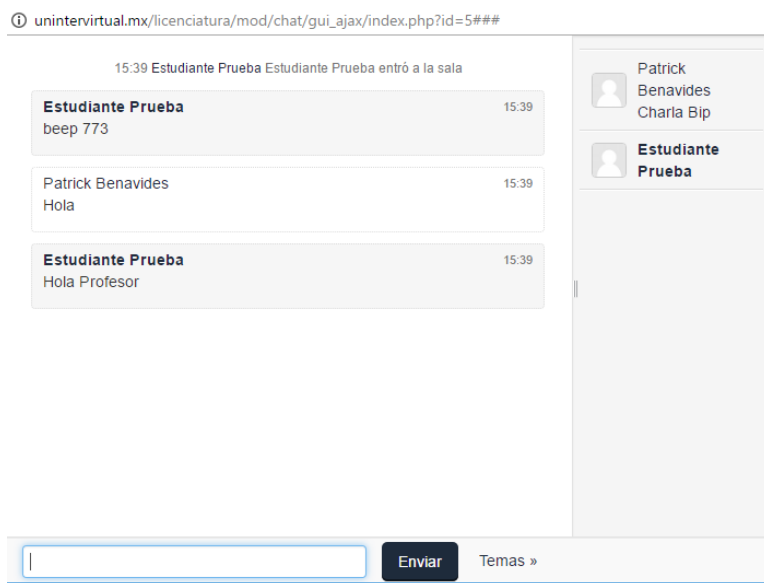 unintervirtual.mx/licenciatura/mod/chat/gui_ajax/index.php?id=5###
15:39 Estudiante Prueba Estudiante Prueba entró a la sala
Estudiante Prueba 15:39
beep 773
Patrick Benavides 15:39
Hola
Estudiante Prueba 15:39
Hola Profesor
Patrick
Benavides
Charla Bip
Estudiante
Prueba
Enviar Temas »